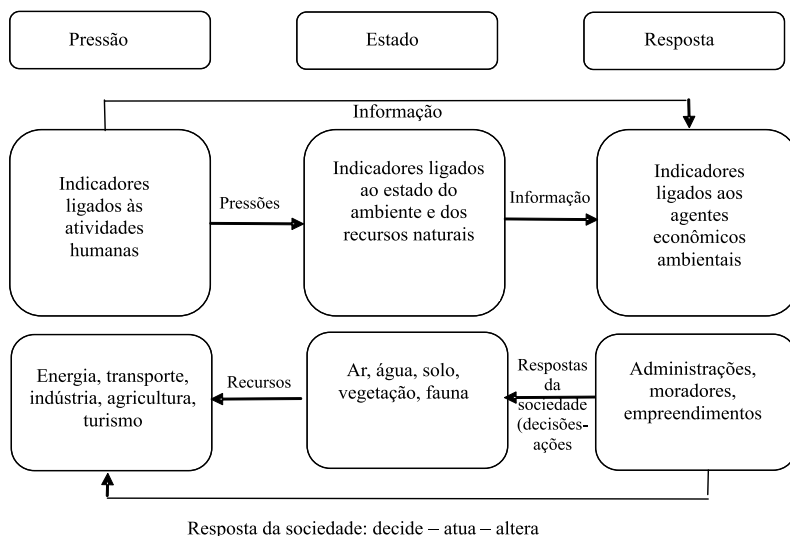 Pressão
Estado
Resposta
Informação
Indicadores
ligados às
atividades
humanas
Pressões
Indicadores ligados
ao estado do
ambiente e dos
recursos naturais
Informação
Indicadores
ligados aos
agentes
econômicos
ambientais
Energia, transporte,
indústria, agricultura,
turismo
Recursos
Ar, água, solo,
vegetação, fauna
Respostas
da
sociedade
(decisões-
ações
Administrações,
moradores,
empreendimentos
Resposta da sociedade: decide – atua – altera